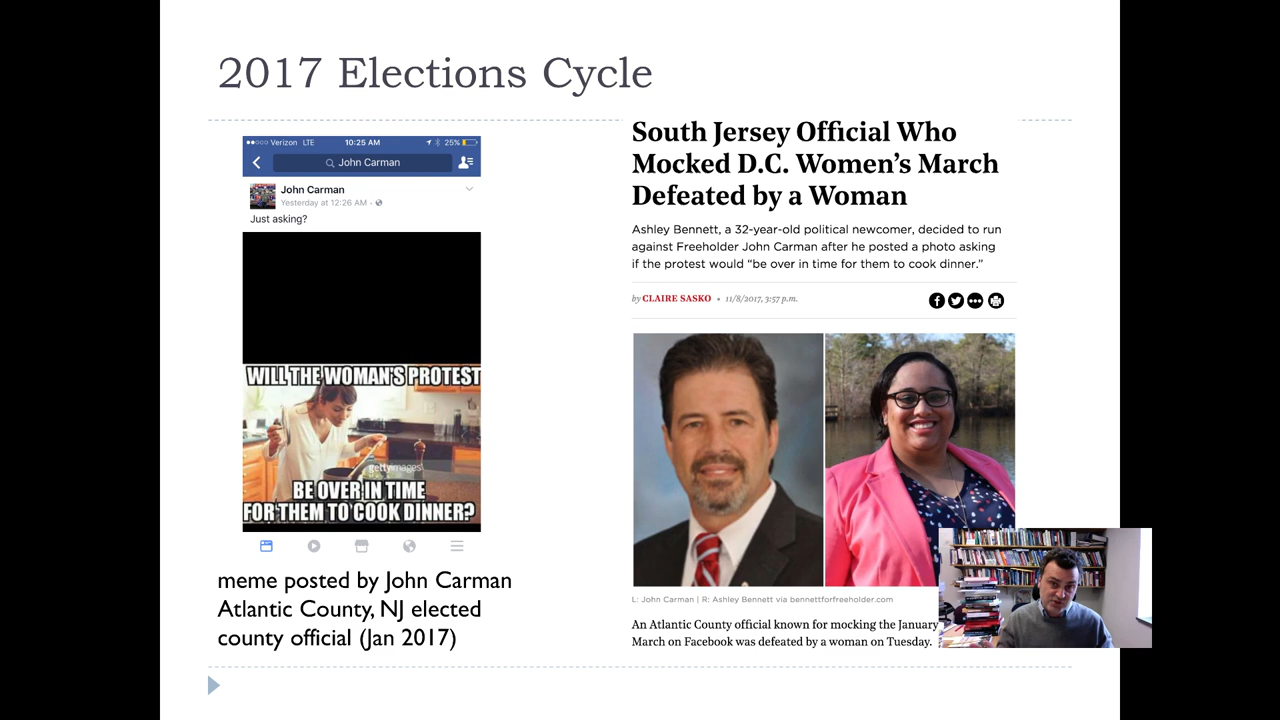 2017 Elections Cycle
Verizon LTE 10:25 AM 25%
John Carman
John Carman
Yesterday at 12:26 AM •
Just asking?
WILL THE WOMAN'S PROTEST
gettyimages
BE OVER IN TIME
FOR THEM TO COOK DINNER?
meme posted by John Carman
Atlantic County, NJ elected
county official (Jan 2017)
South Jersey Official Who
Mocked D.C. Women's March
Defeated by a Woman
Ashley Bennett, a 32-year-old political newcomer, decided to run
against Freeholder John Carman after he posted a photo asking
if the protest would “be over in time for them to cook dinner.”
by CLAIRE SASKO • 11/8/2017, 3:57 p.m.
L: John Carman | R: Ashley Bennett via bennettforfreeholder.com
An Atlantic County official known for mocking the January
March on Facebook was defeated by a woman on Tuesday.